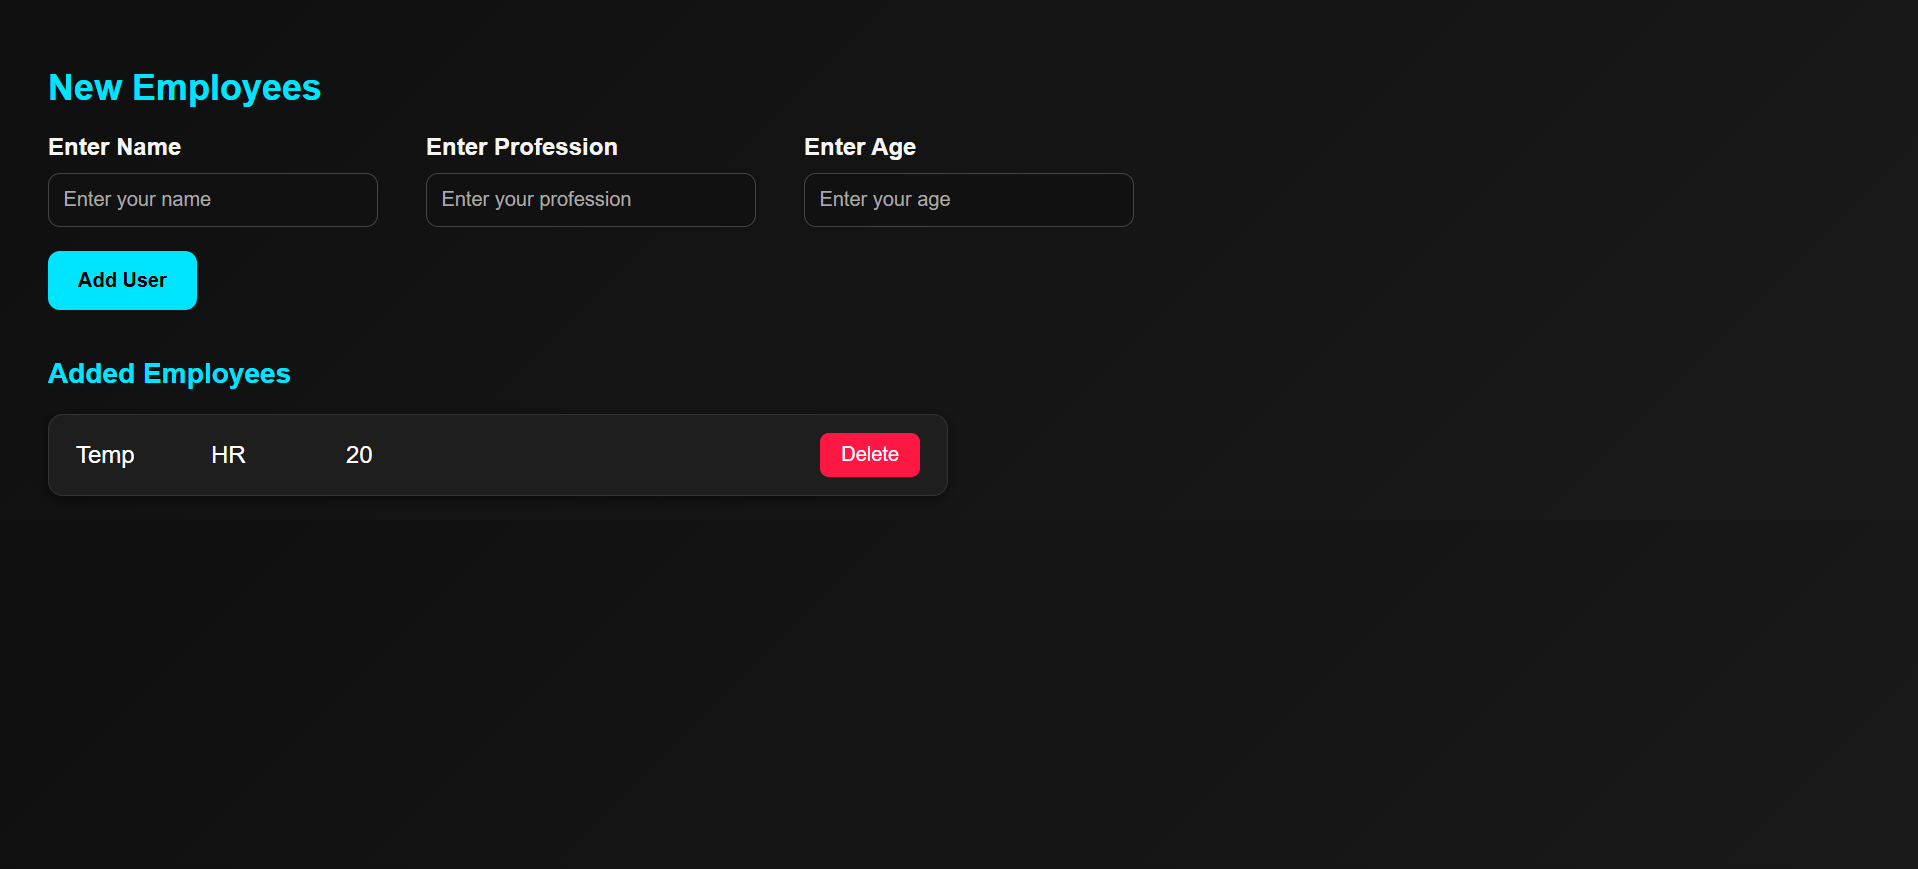 New Employees
Enter Name Enter Profession Enter Age
Enter your name Enter your profession Enter your age
Add User
Added Employees
Temp HR 20 Delete